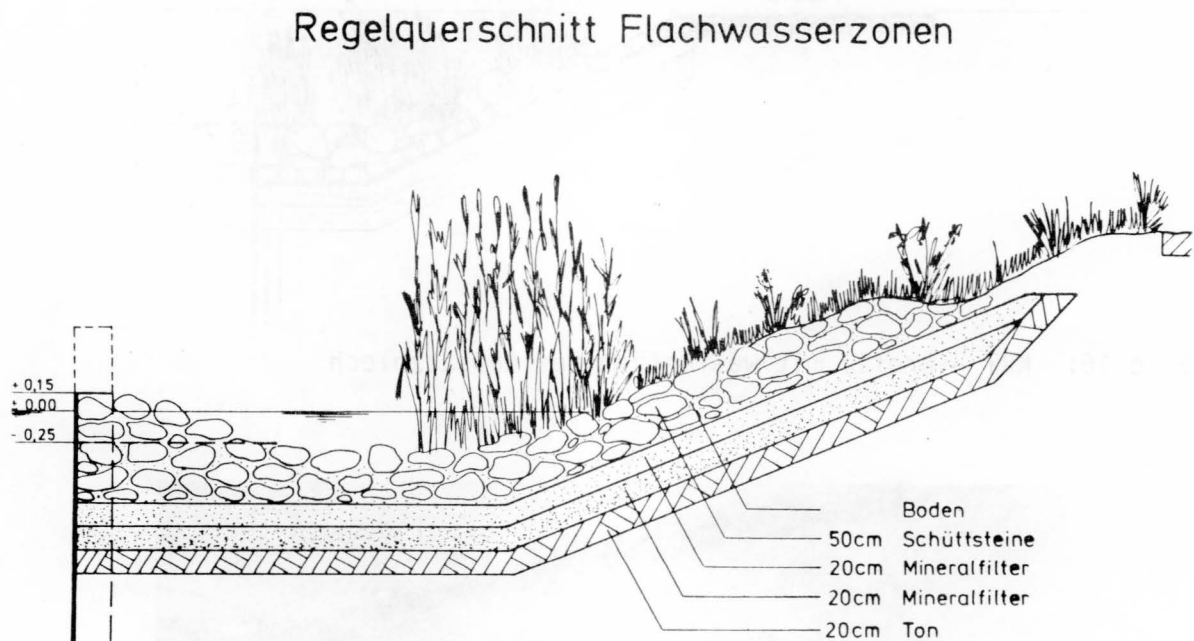 Regelquerschnitt Flachwasserzonen
+ 0,15
± 0,00
- 0,25
Boden
50cm Schüttsteine
20cm Mineralfilter
20cm Mineralfilter
20cm Ton